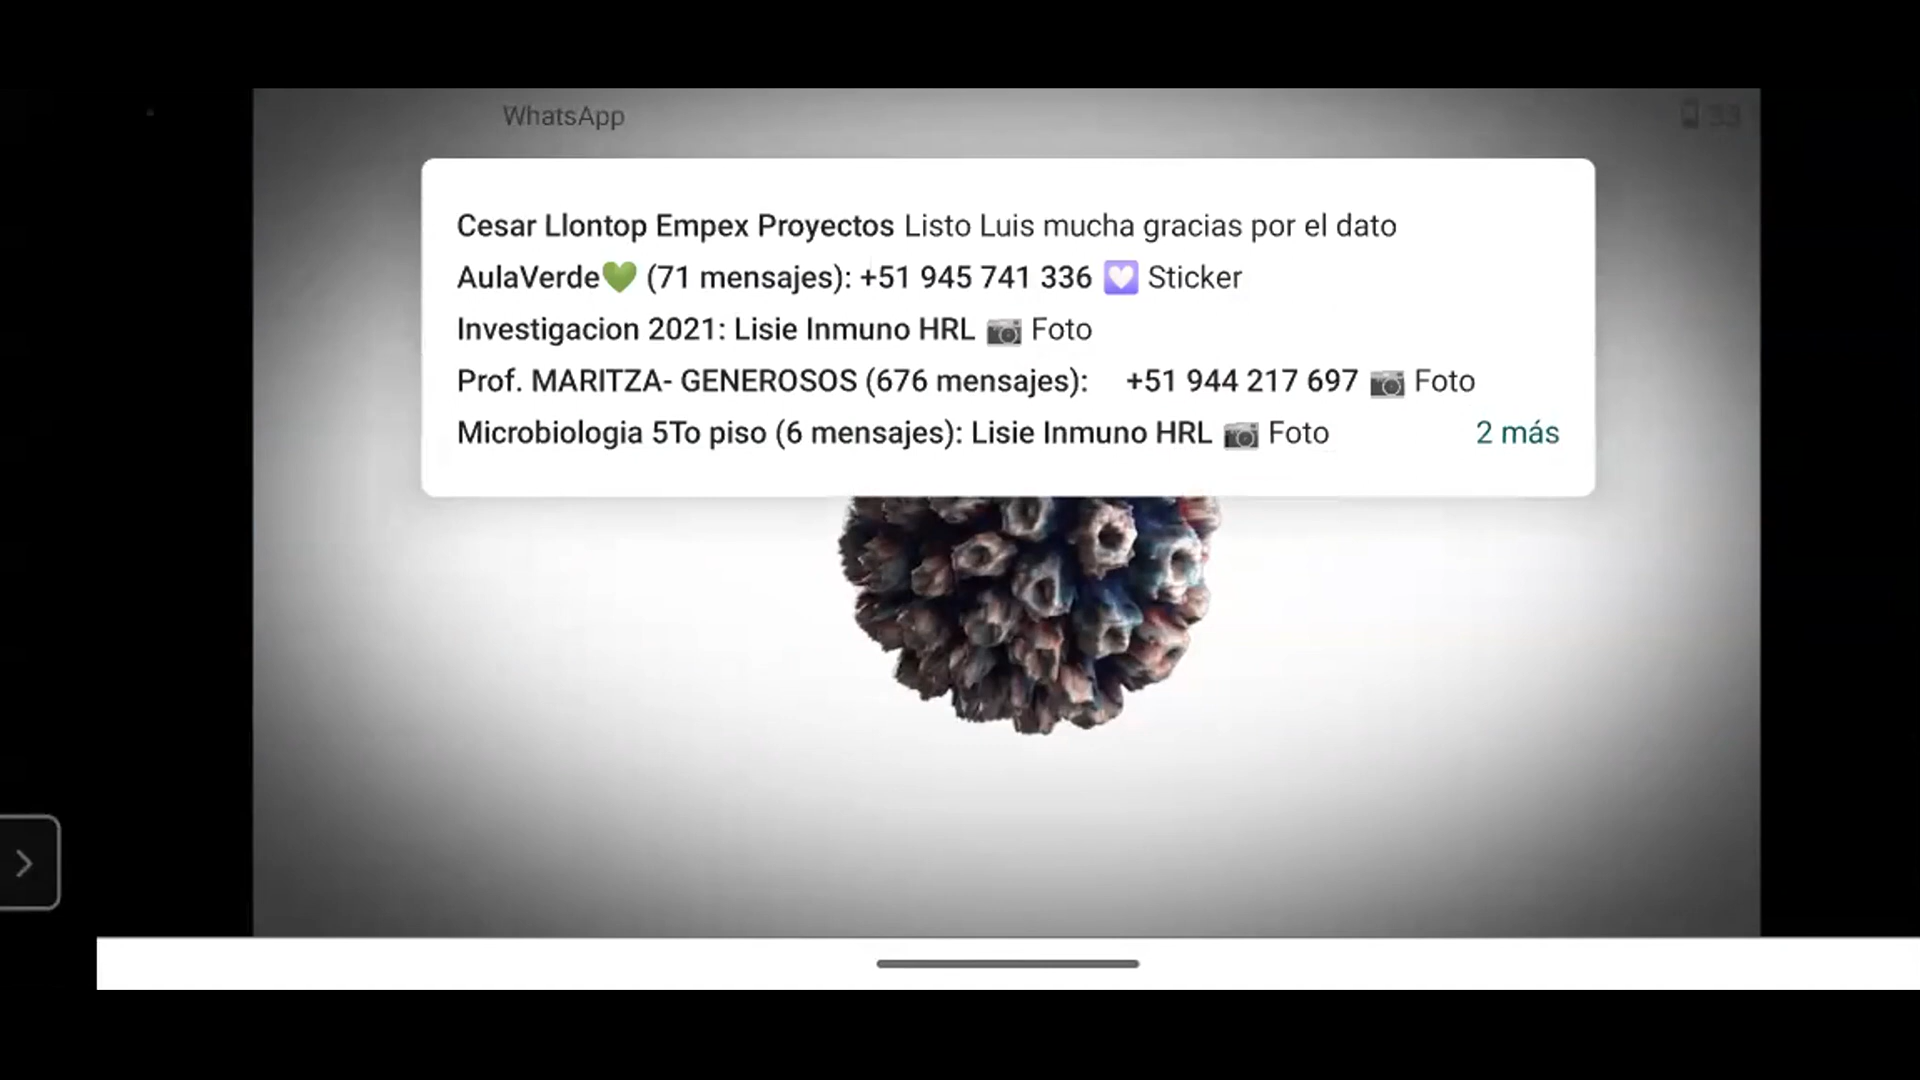 WhatsApp
33
Cesar Llontop Empex Proyectos Listo Luis mucha gracias por el dato
AulaVerde💚 (71 mensajes): +51 945 741 336 💟 Sticker
Investigacion 2021: Lisie Inmuno HRL 📷 Foto
Prof. MARITZA- GENEROSOS (676 mensajes): +51 944 217 697 📷 Foto
Microbiologia 5To piso (6 mensajes): Lisie Inmuno HRL 📷 Foto
2 más